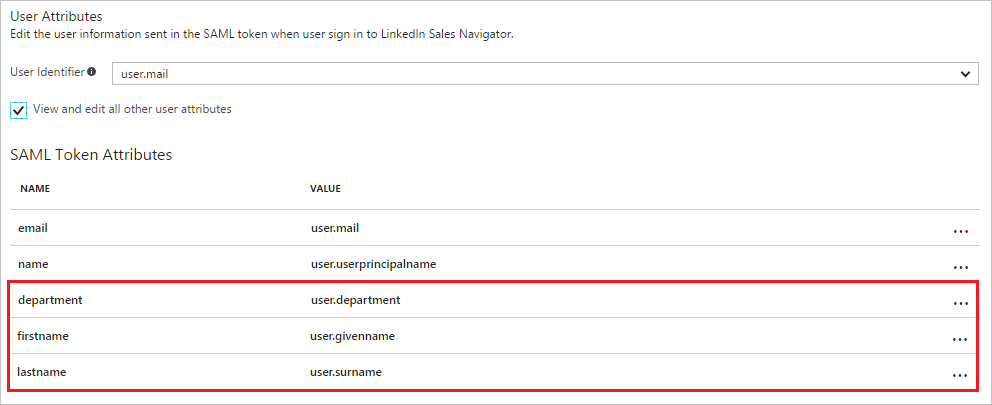 User Attributes
Edit the user information sent in the SAML token when user sign in to LinkedIn Sales Navigator.
User Identifier user.mail
View and edit all other user attributes
SAML Token Attributes
NAME VALUE
email user.mail ...
name user.userprincipalname ...
department user.department ...
firstname user.givenname ...
lastname user.surname ...